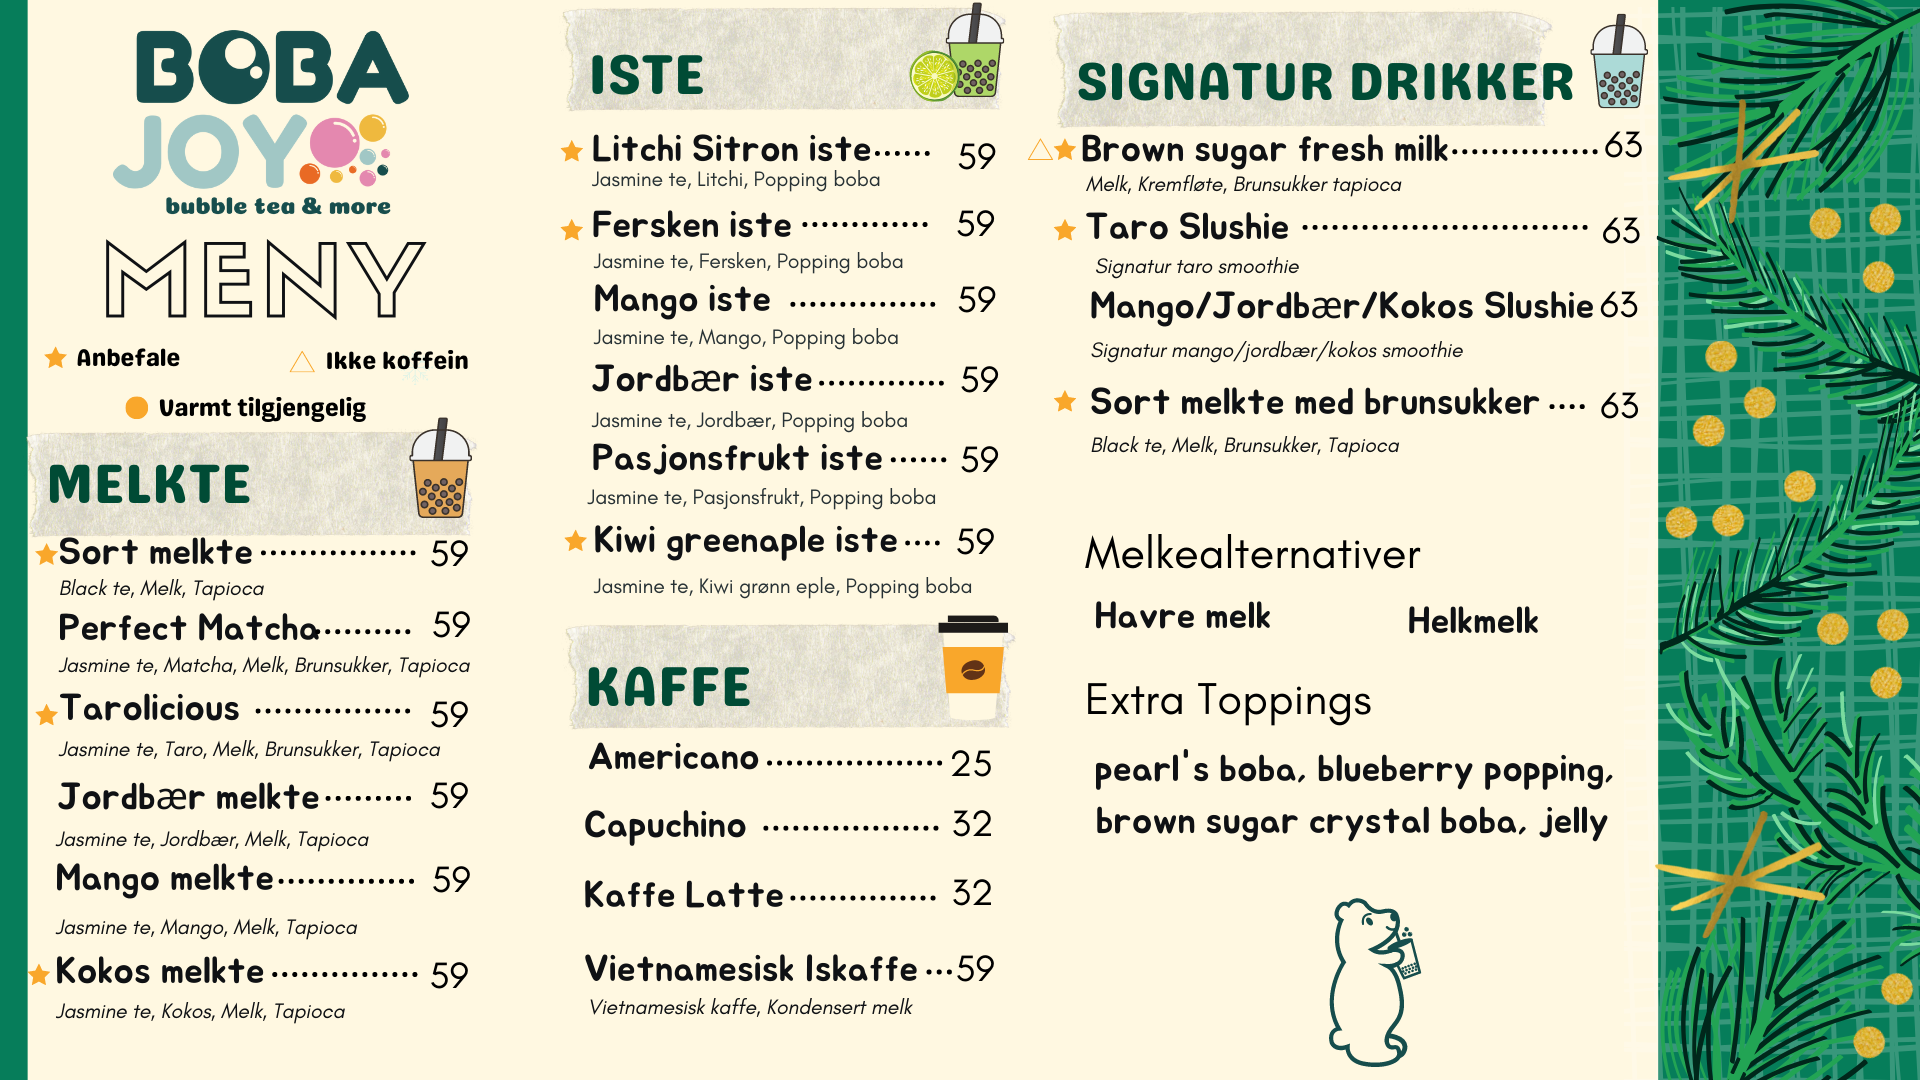 BOBA
JOY
bubble tea & more
MENY
Anbefale
Ikke koffein
Varmt tilgjengelig
MELKTE
Sort melkte ................ 59
Black te, Melk, Tapioca
Perfect Matcha.......... 59
Jasmine te, Matcha, Melk, Brunsukker, Tapioca
Tarolicious ................ 59
Jasmine te, Taro, Melk, Brunsukker, Tapioca
Jordbær melkte......... 59
Jasmine te, Jordbær, Melk, Tapioca
Mango melkte.............. 59
Jasmine te, Mango, Melk, Tapioca
Kokos melkte ............... 59
Jasmine te, Kokos, Melk, Tapioca
ISTE
Litchi Sitron iste...... 59
Jasmine te, Litchi, Popping boba
Fersken iste ............. 59
Jasmine te, Fersken, Popping boba
Mango iste ............... 59
Jasmine te, Mango, Popping boba
Jordbær iste............. 59
Jasmine te, Jordbær, Popping boba
Pasjonsfrukt iste ...... 59
Jasmine te, Pasjonsfrukt, Popping boba
Kiwi greenaple iste .... 59
Jasmine te, Kiwi grønn eple, Popping boba
KAFFE
Americano .................. 25
Capuchino .................. 32
Kaffe Latte ............... 32
Vietnamesisk Iskaffe ...59
Vietnamesisk kaffe, Kondensert melk
SIGNATUR DRIKKER
Brown sugar fresh milk............... 63
Melk, Kremfløte, Brunsukker tapioca
Taro Slushie ............................. 63
Signatur taro smoothie
Mango/Jordbær/Kokos Slushie 63
Signatur mango/jordbær/kokos smoothie
Sort melkte med brunsukker .... 63
Black te, Melk, Brunsukker, Tapioca
Melkealternativer
Havre melk
Helkmelk
Extra Toppings
pearl's boba, blueberry popping,
brown sugar crystal boba, jelly